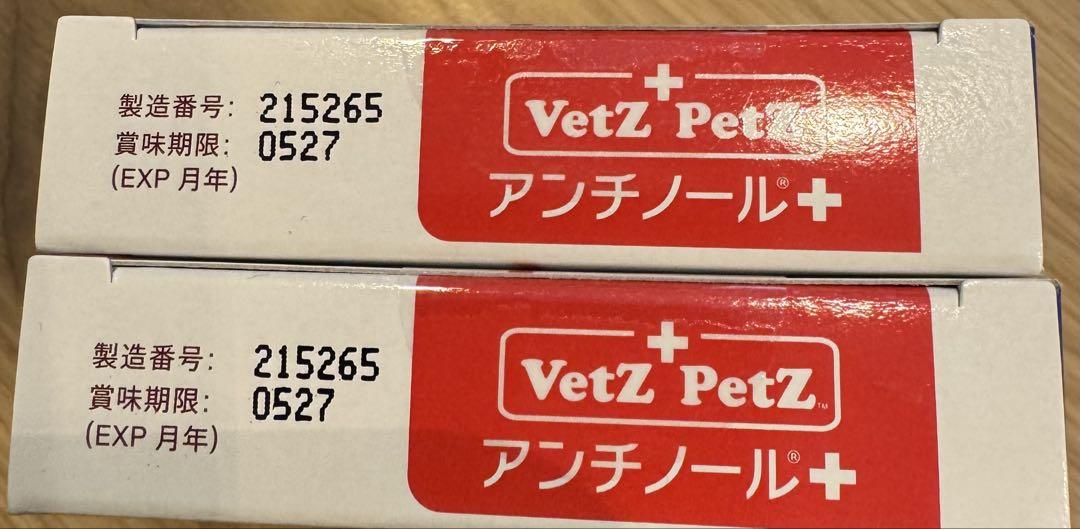 製造番号: 215265
賞味期限: 0527
(EXP 月年)
VetZ PetZ
アンチノール®+
製造番号: 215265
賞味期限: 0527
(EXP 月年)
VetZ PetZ™
アンチノール®+